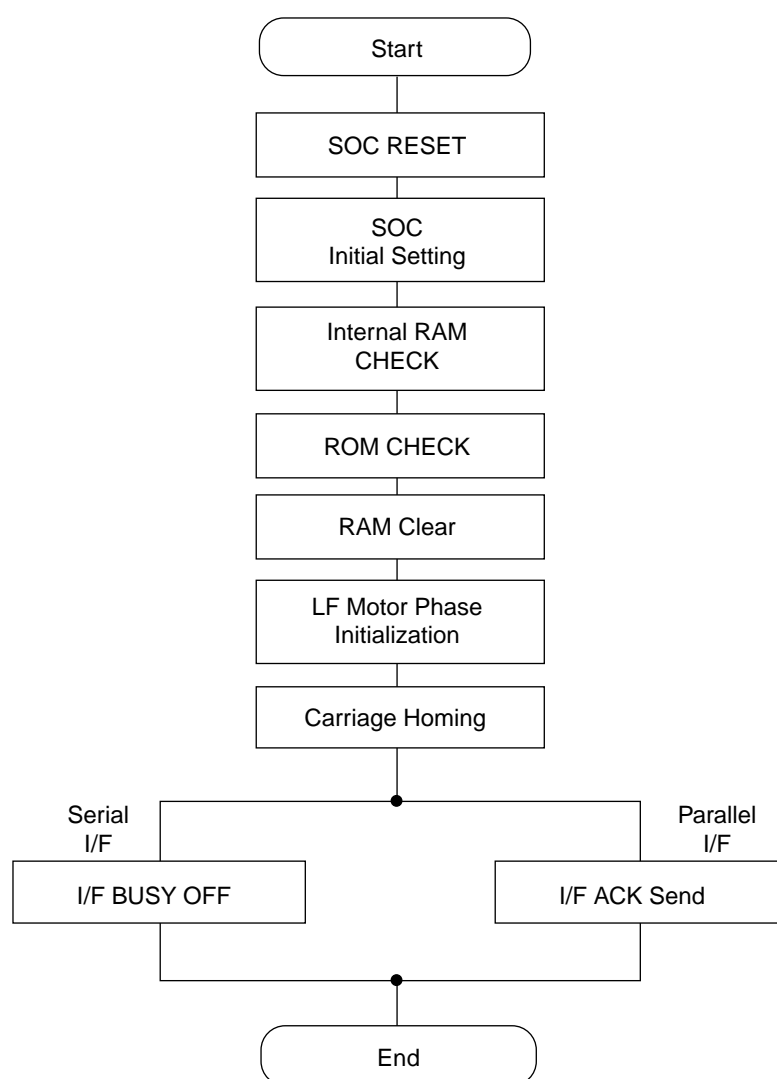 Start
SOC RESET
SOC
Initial Setting
Internal RAM
CHECK
ROM CHECK
RAM Clear
LF Motor Phase
Initialization
Carriage Homing
Serial
I/F
Parallel
I/F
I/F BUSY OFF
I/F ACK Send
End